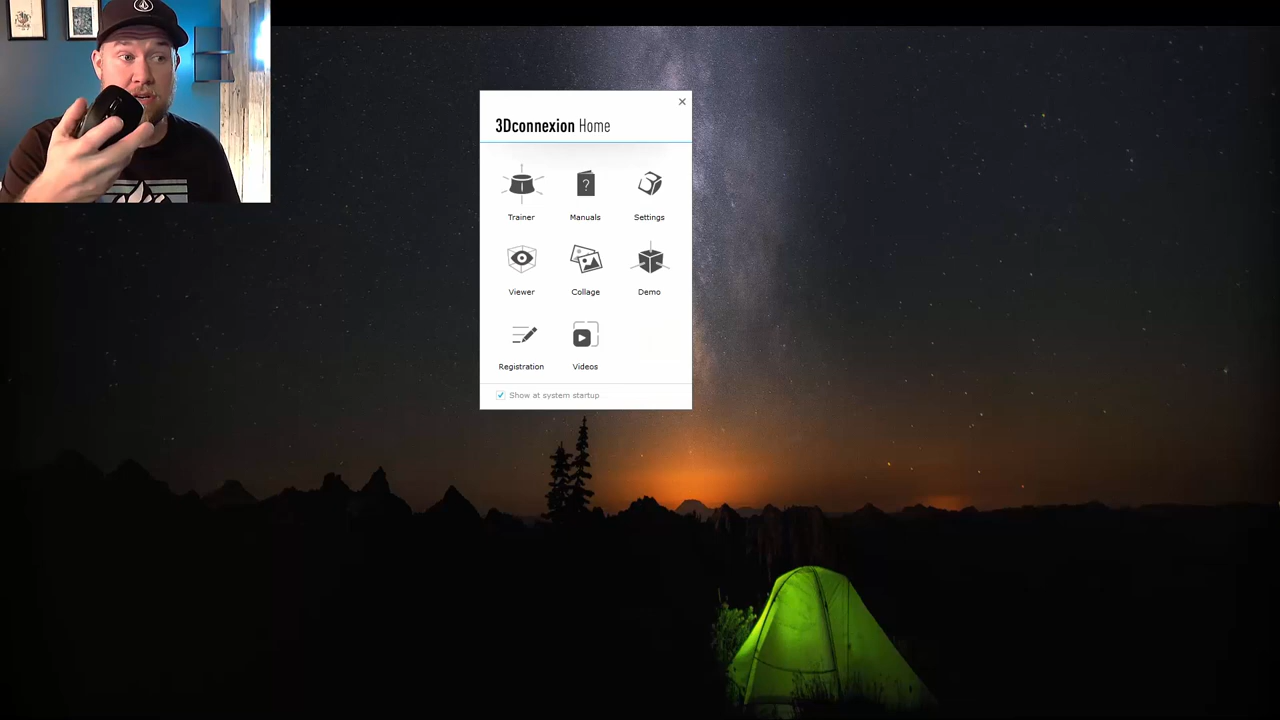 3Dconnexion Home
Trainer
Manuals
Settings
Viewer
Collage
Demo
Registration
Videos
Show at system startup